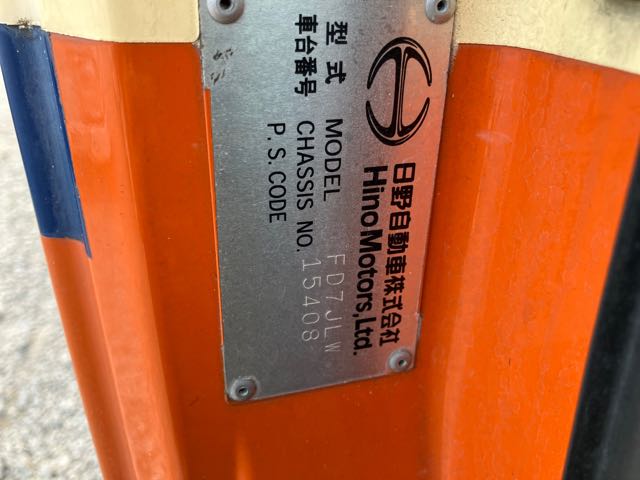 日野自動車株式会社
Hino Motors, Ltd.
型式 MODEL FD7JLW
車台番号 CHASSIS NO. 15408
P.S. CODE